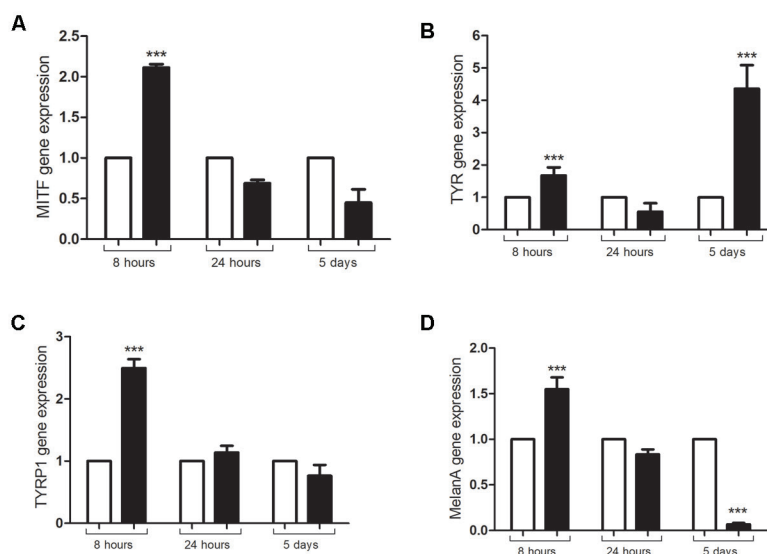 A
MITF gene expression
2.5
2.0
1.5
1.0
0.5
0.0
***
8 hours
24 hours
5 days
B
TYR gene expression
6
4
2
1
0
***
***
8 hours
24 hours
5 days
C
TYRP1 gene expression
3
2
1
0
***
8 hours
24 hours
5 days
D
MelanA gene expression
2.0
1.5
1.0
0.5
0.0
***
***
8 hours
24 hours
5 days